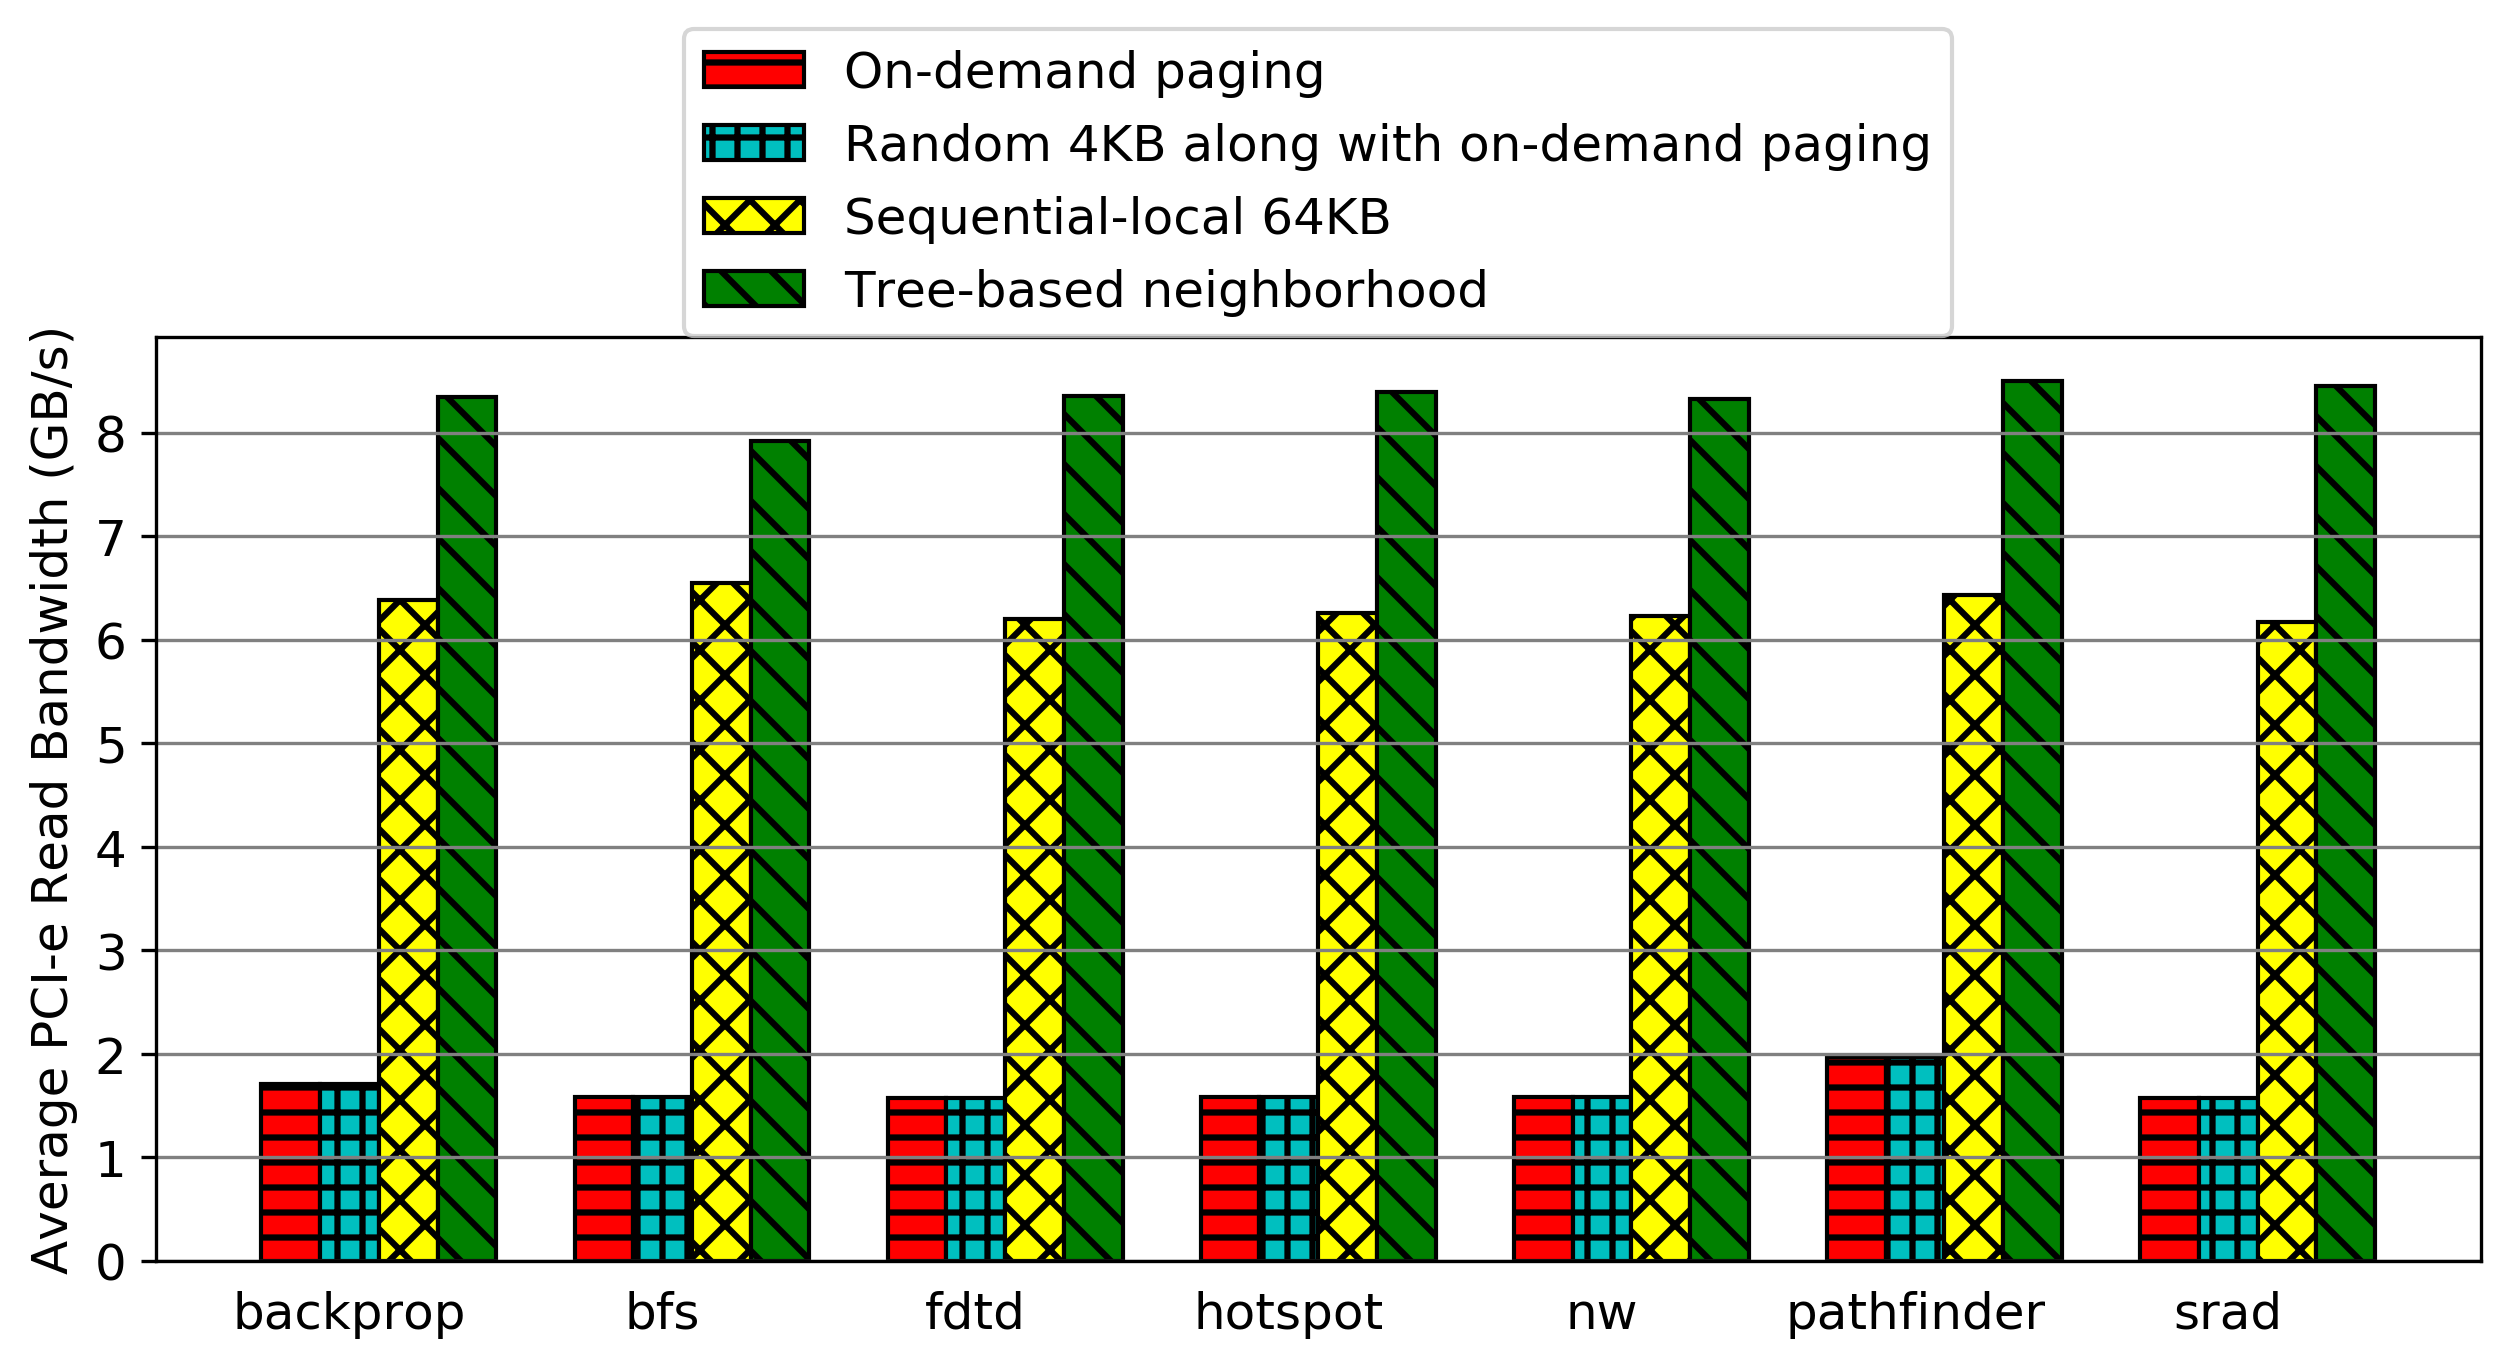 On-demand paging
Random 4KB along with on-demand paging
Sequential-local 64KB
Tree-based neighborhood
Average PCI-e Read Bandwidth (GB/s)
8
7
6
5
4
3
2
1
0
backprop bfs fdtd hotspot nw pathfinder srad